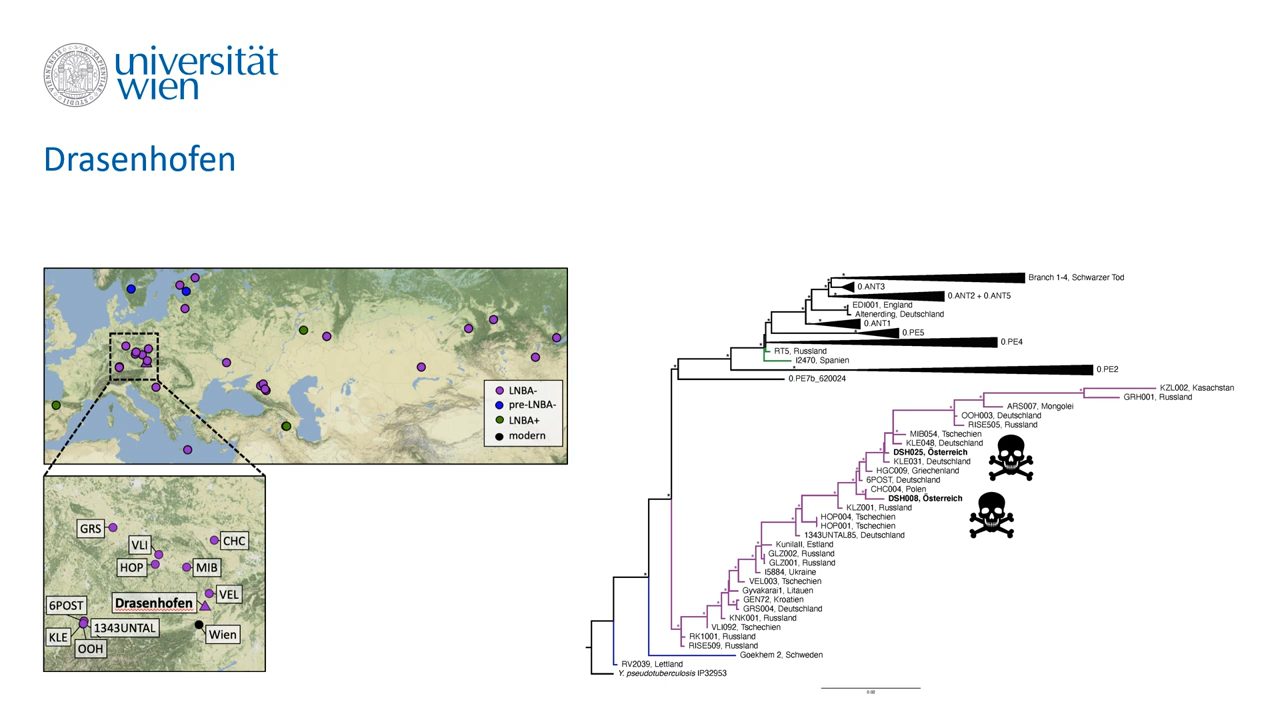 universität
wien
Drasenhofen
LNBA-
pre-LNBA-
LNBA+
modern
GRS
VLI
CHC
HOP
MIB
6POST
Drasenhofen
VEL
KLE
1343UNTAL
Wien
OOH
Branch 1-4, Schwarzer Tod
0.ANT3
0.ANT2 + 0.ANT5
EDI001, England
Altenerding, Deutschland
0.ANT1
0.PE5
0.PE4
RT5, Russland
I2470, Spanien
0.PE2
0.PE7b_620024
KZL002, Kasachstan
GRH001, Russland
ARS007, Mongolei
OOH003, Deutschland
RISE505, Russland
MIB054, Tschechien
KLE048, Deutschland
DSH025, Österreich
KLE031, Deutschland
HGC009, Griechenland
6POST, Deutschland
CHC004, Polen
DSH008, Österreich
KLZ001, Russland
HOP004, Tschechien
HOP001, Tschechien
1343UNTAL85, Deutschland
KunilaII, Estland
GLZ002, Russland
GLZ001, Russland
I5884, Ukraine
VEL003, Tschechien
Gyvakarai1, Litauen
GEN72, Kroatien
GRS004, Deutschland
KNK001, Russland
VLI092, Tschechien
RK1001, Russland
RISE509, Russland
Goekhem 2, Schweden
RV2039, Lettland
Y. pseudotuberculosis IP32953